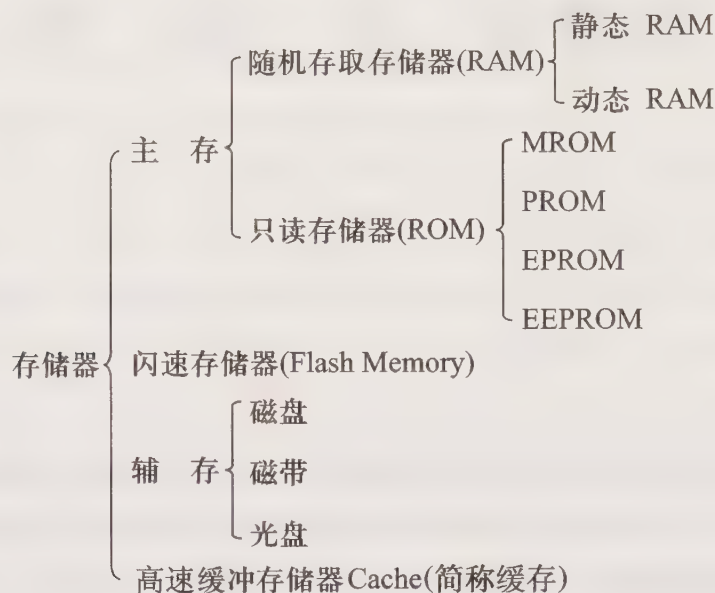 静态 RAM
随机存取存储器(RAM)
动态 RAM
主 存
MROM
PROM
只读存储器(ROM)
EPROM
EEPROM
存储器
闪速存储器(Flash Memory)
磁盘
辅 存
磁带
光盘
高速缓冲存储器Cache(简称缓存)